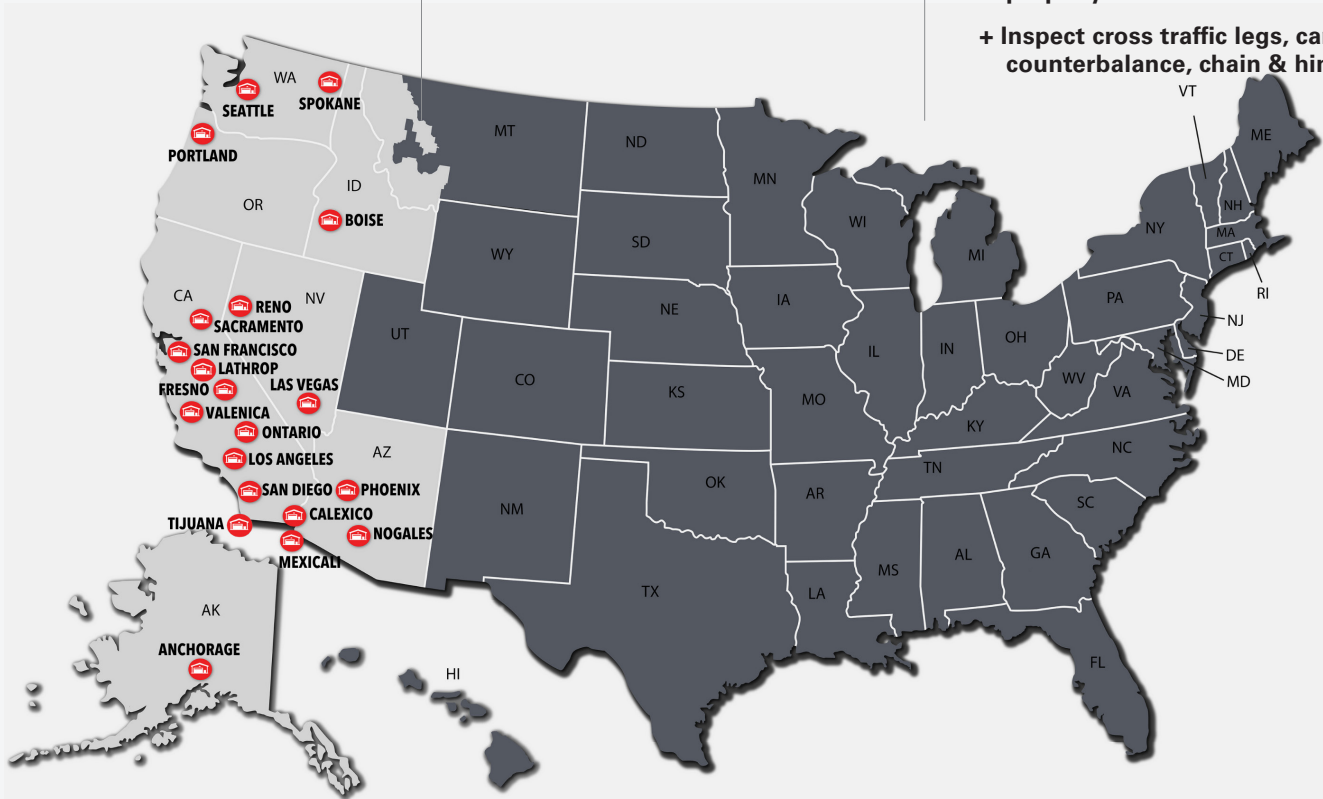 + Inspect cross traffic legs,
counterbalance, chain &
VT
WA
SEATTLE
SPOKANE
PORTLAND
MT
ND
MN
ME
ID
OR
BOISE
WI
MI
NY
NH
MA
CT
RI
WY
SD
CA
NV
RENO
SACRAMENTO
SAN FRANCISCO
LATHROP
FRESNO
LAS VEGAS
VALENICA
ONTARIO
LOS ANGELES
SAN DIEGO
PHOENIX
CALEXICO
TIJUANA
NOGALES
MEXICALI
UT
AZ
NE
IA
PA
NJ
DE
MD
IL
IN
OH
CO
KS
MO
WV
VA
KY
NC
TN
NM
OK
AR
SC
MS
AL
GA
TX
LA
FL
AK
ANCHORAGE
HI